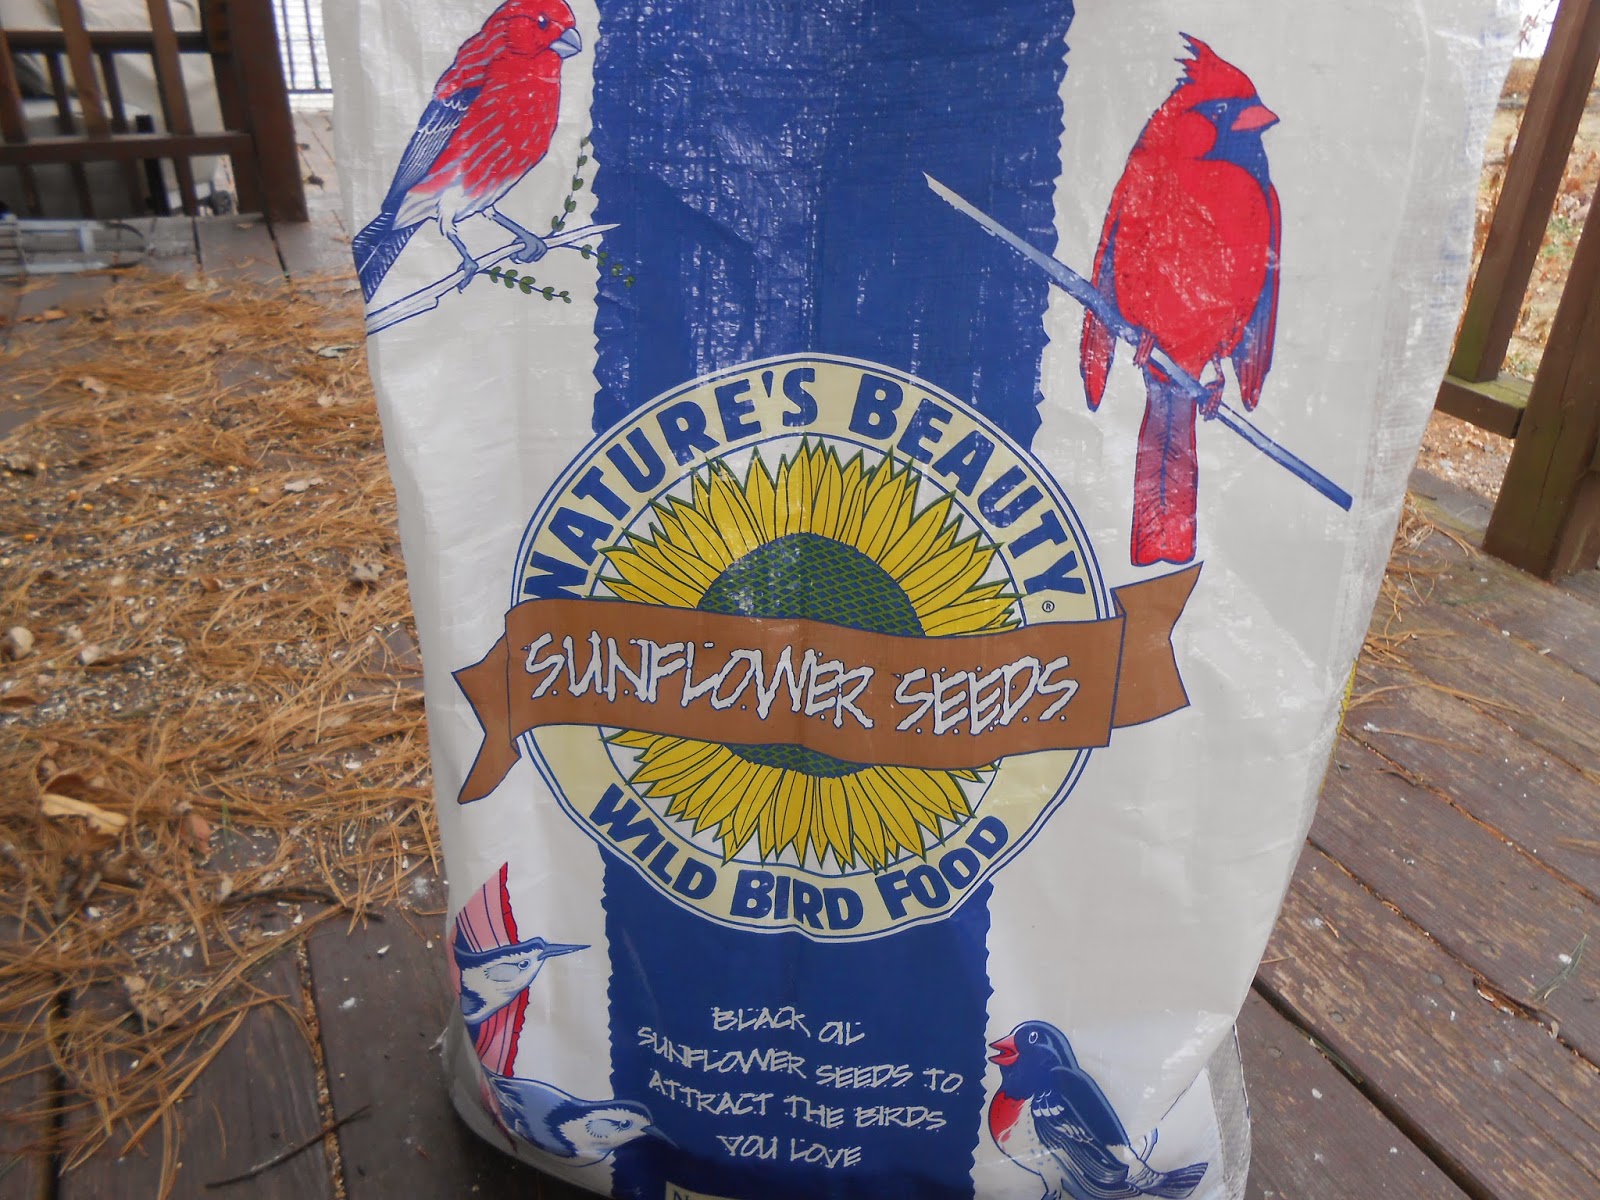 NATURE'S BEAUTY®
SUNFLOWER SEEDS
WILD BIRD FOOD
BLACK OIL
SUNFLOWER SEEDS TO
ATTRACT THE BIRDS
YOU LOVE